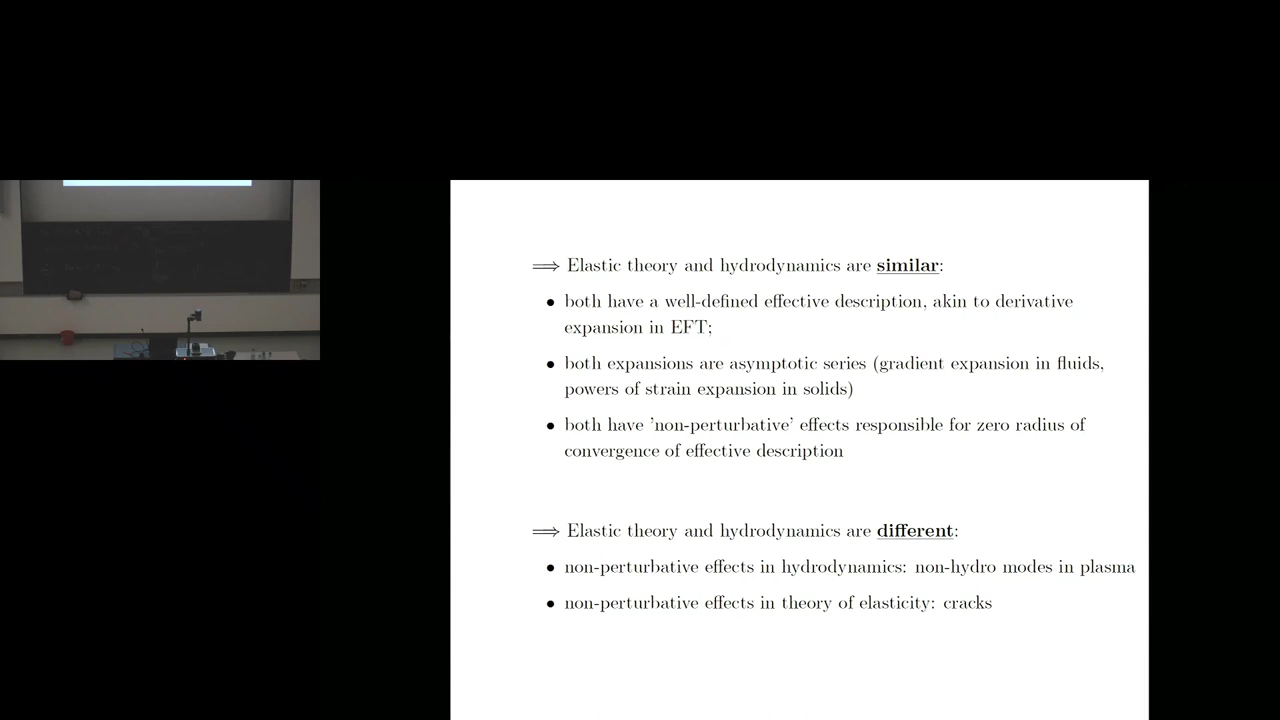 ⟹ Elastic theory and hydrodynamics are similar:
• both have a well-defined effective description, akin to derivative
expansion in EFT;
• both expansions are asymptotic series (gradient expansion in fluids,
powers of strain expansion in solids)
• both have 'non-perturbative' effects responsible for zero radius of
convergence of effective description
⟹ Elastic theory and hydrodynamics are different:
• non-perturbative effects in hydrodynamics: non-hydro modes in plasma
• non-perturbative effects in theory of elasticity: cracks